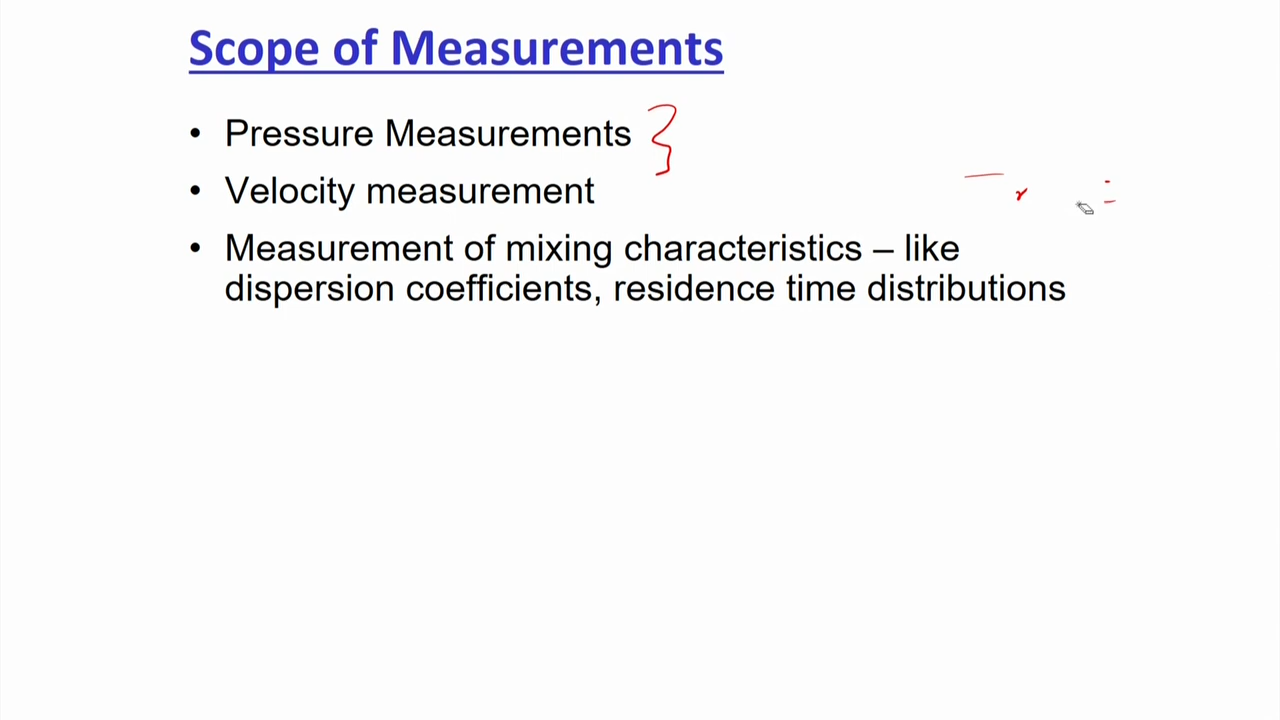 Scope of Measurements
• Pressure Measurements
• Velocity measurement
• Measurement of mixing characteristics – like
dispersion coefficients, residence time distributions